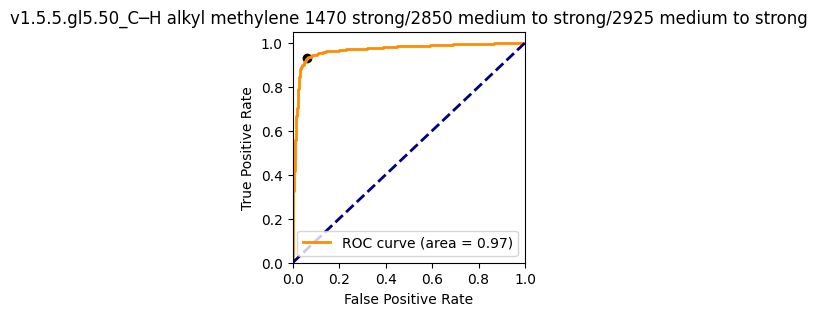 v1.5.5.gl5.50_C─H alkyl methylene 1470 strong/2850 medium to strong/2925 medium to strong
1.0
0.8
0.6
0.4
0.2
0.0
True Positive Rate
ROC curve (area = 0.97)
0.0 0.2 0.4 0.6 0.8 1.0
False Positive Rate